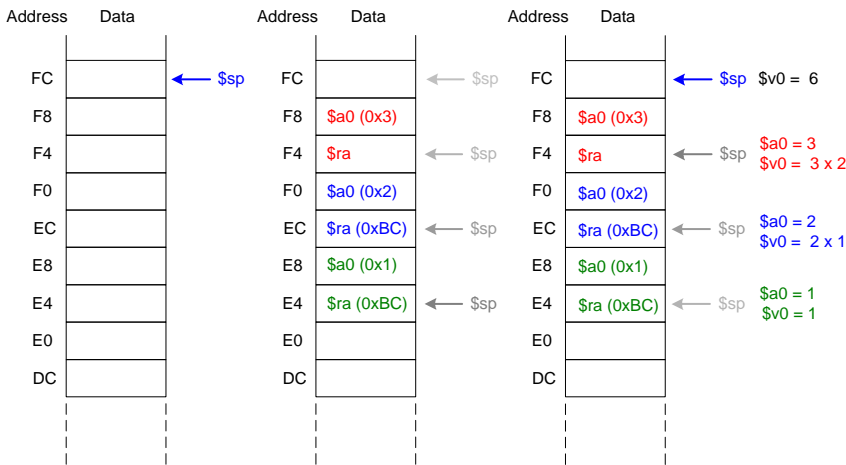 Address Data Address Data Address Data
FC $sp FC $sp FC $sp $v0 = 6
F8 F8 $a0 (0x3) F8 $a0 (0x3)
F4 F4 $ra $sp F4 $ra $sp $a0 = 3
$v0 = 3 x 2
F0 F0 $a0 (0x2) F0 $a0 (0x2)
EC EC $ra (0xBC) $sp EC $ra (0xBC) $sp $a0 = 2
$v0 = 2 x 1
E8 E8 $a0 (0x1) E8 $a0 (0x1)
E4 E4 $ra (0xBC) $sp E4 $ra (0xBC) $sp $a0 = 1
$v0 = 1
E0 E0 E0
DC DC DC